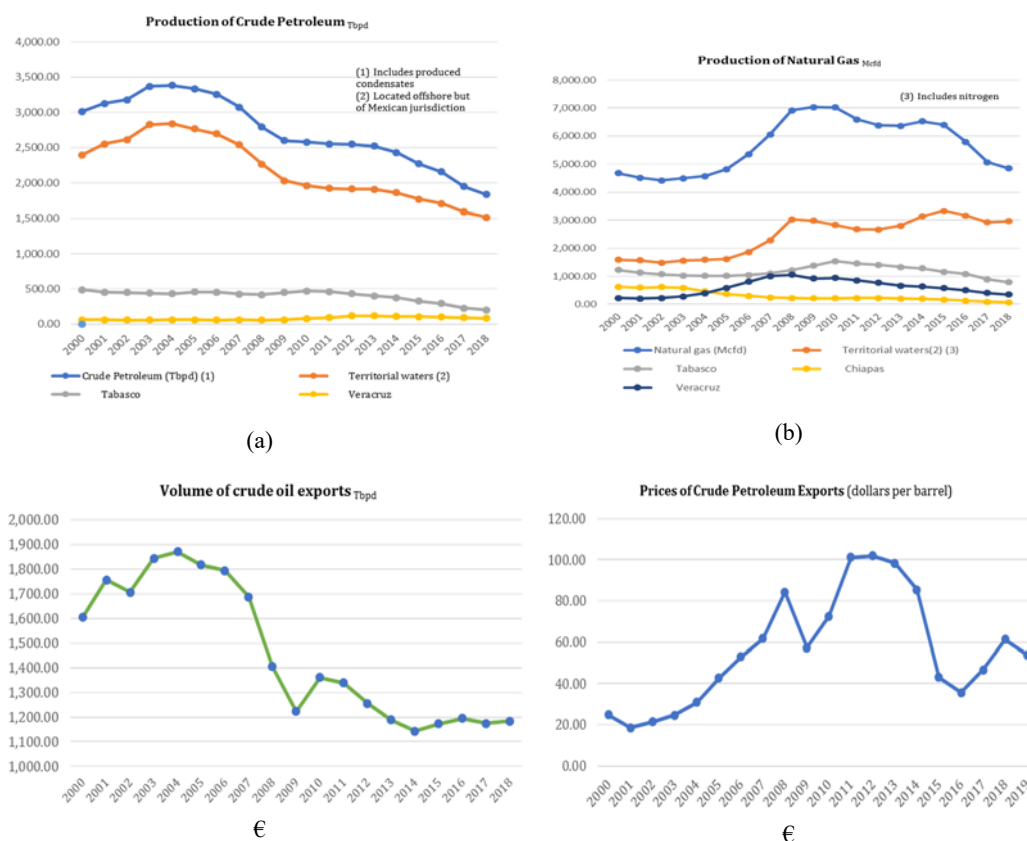 Production of Crude Petroleum Tbpd
4,000.00
3,500.00
3,000.00
2,500.00
2,000.00
1,500.00
1,000.00
500.00
0.00
(1) Includes produced
condensates
(2) Located offshore but
of Mexican jurisdiction
2000 2001 2002 2003 2004 2005 2006 2007 2008 2009 2010 2011 2012 2013 2014 2015 2016 2017 2018
Crude Petroleum (Tbpd) (1) Territorial waters (2)
Tabasco Veracruz
(a)
Production of Natural Gas Mcfd
8,000.00
7,000.00
6,000.00
5,000.00
4,000.00
3,000.00
2,000.00
1,000.00
0.00
(3) Includes nitrogen
2000 2001 2002 2003 2004 2005 2006 2007 2008 2009 2010 2011 2012 2013 2014 2015 2016 2017 2018
Natural gas (Mcfd) Territorial waters(2) (3)
Tabasco Chiapas
Veracruz
(b)
Volume of crude oil exports Tbpd
2,000.00
1,900.00
1,800.00
1,700.00
1,600.00
1,500.00
1,400.00
1,300.00
1,200.00
1,100.00
1,000.00
2000 2001 2002 2003 2004 2005 2006 2007 2008 2009 2010 2011 2012 2013 2014 2015 2016 2017 2018
€
Prices of Crude Petroleum Exports (dollars per barrel)
120.00
100.00
80.00
60.00
40.00
20.00
0.00
2000 2001 2002 2003 2004 2005 2006 2007 2008 2009 2010 2011 2012 2013 2014 2015 2016 2017 2018 2019
€